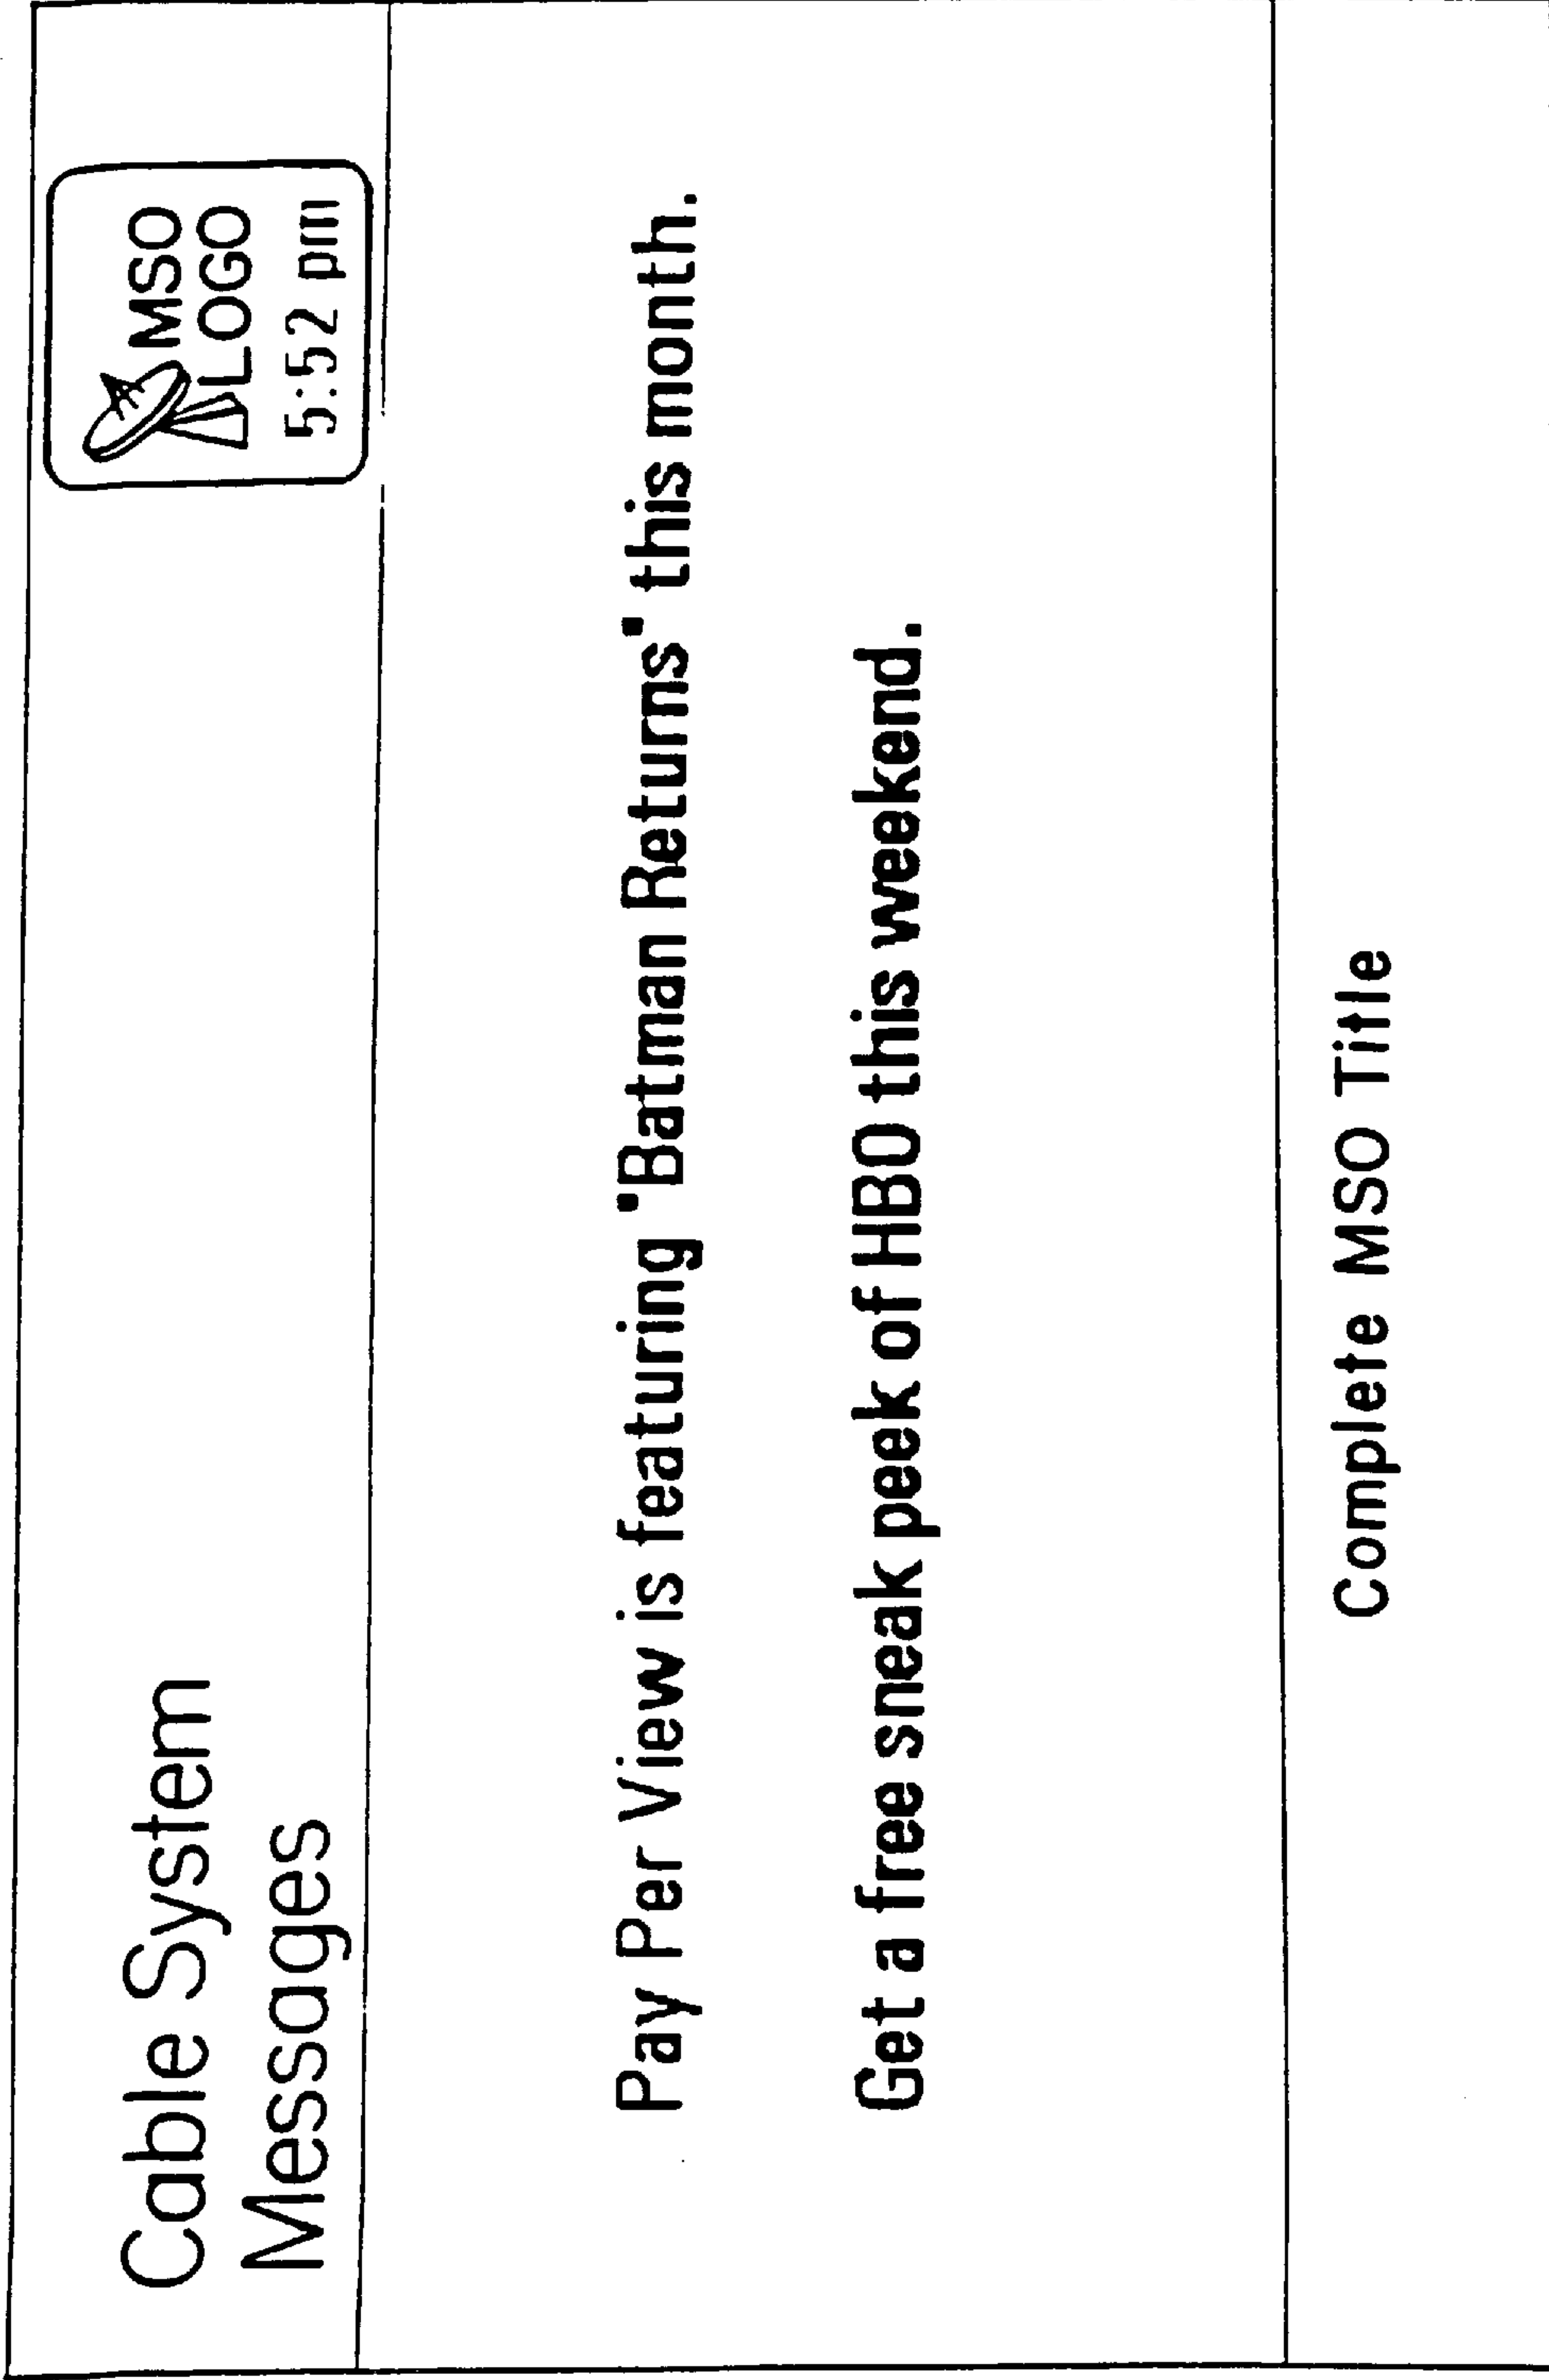 Cable System
Messages
MSO
LOGO
5:52 pm
Pay Per View is featuring "Batman Returns" this month.
Get a free sneak peek of HBO this weekend.
Complete MSO Title